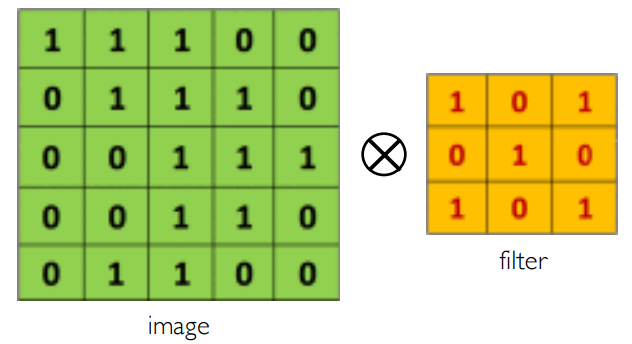 1 1 1 0 0
0 1 1 1 0
0 0 1 1 1
0 0 1 1 0
0 1 1 0 0
image
1 0 1
0 1 0
1 0 1
filter